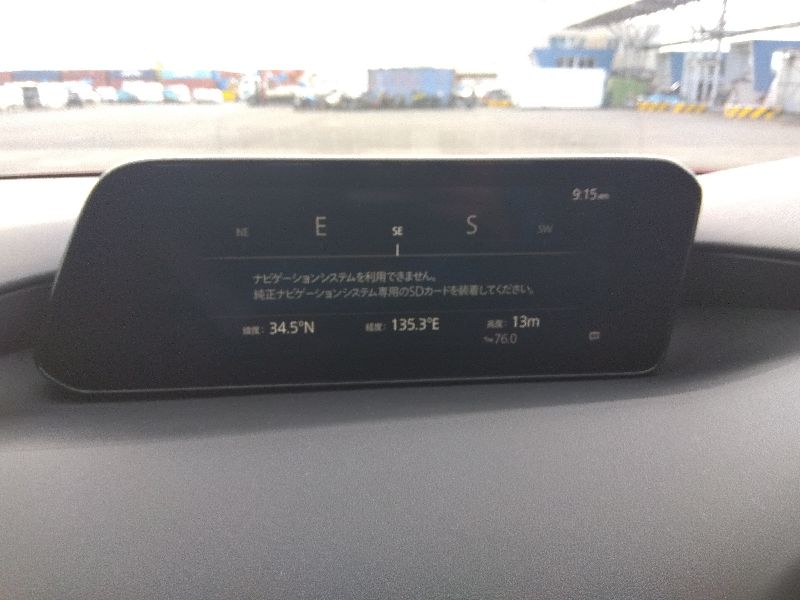 9:15am
NE E SE S SW
ナビゲーションシステムを利用できません。
純正ナビゲーションシステム専用のSDカードを装着してください。
緯度: 34.5°N 経度: 135.3°E 高度: 13m
76.0